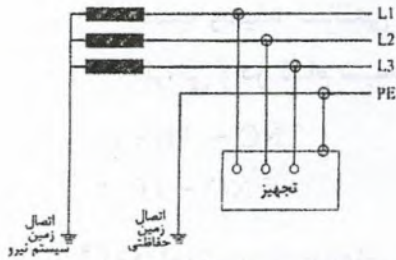 L1
L2
L3
PE
تجهیز
اتصال
زمین
سیستم نیرو
اتصال
زمین
حفاظتی